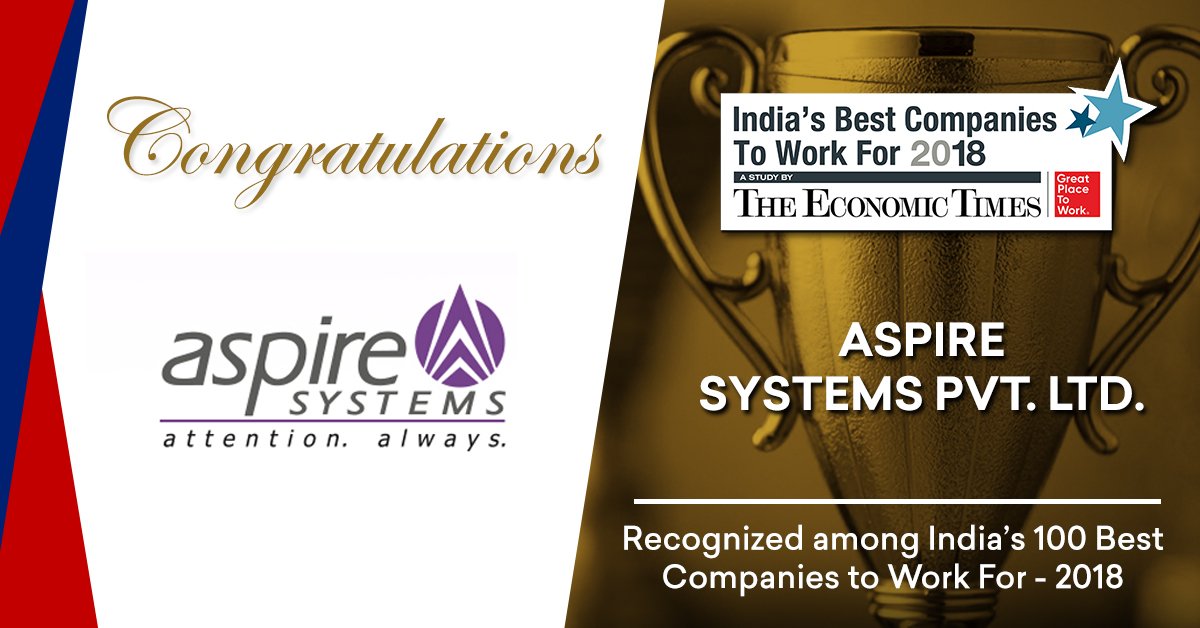 Congratulations
aspire
SYSTEMS
attention. always.
India's Best Companies
To Work For 2018
A STUDY BY
THE ECONOMIC TIMES
Great
Place
To
Work.
ASPIRE
SYSTEMS PVT. LTD.
Recognized among India's 100 Best
Companies to Work For - 2018